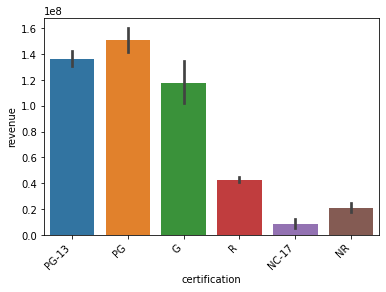 1e8
1.6
1.4
1.2
1.0
0.8
0.6
0.4
0.2
0.0
revenue
PG-13
PG
G
R
NC-17
NR
certification